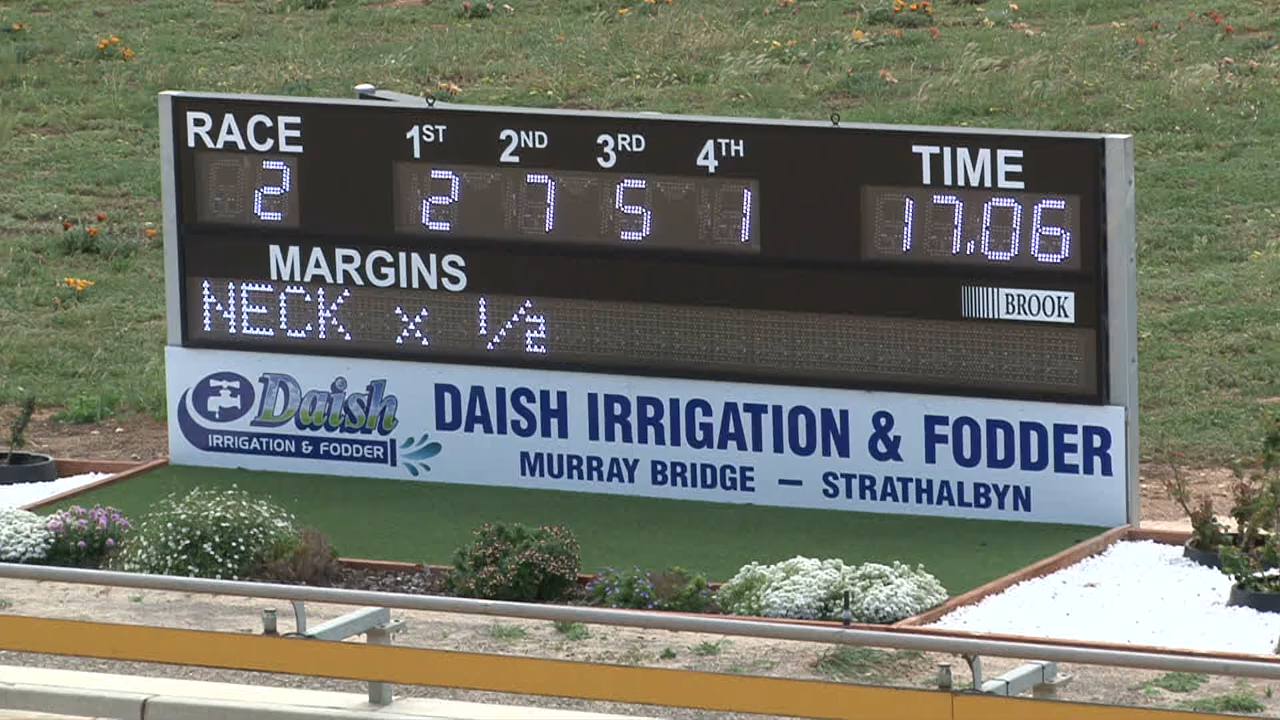 RACE 1ST 2ND 3RD 4TH TIME
2 2 7 5 1 17.06
MARGINS
NECK x 1/2
BROOK
Daish
IRRIGATION & FODDER
DAISH IRRIGATION & FODDER
MURRAY BRIDGE – STRATHALBYN